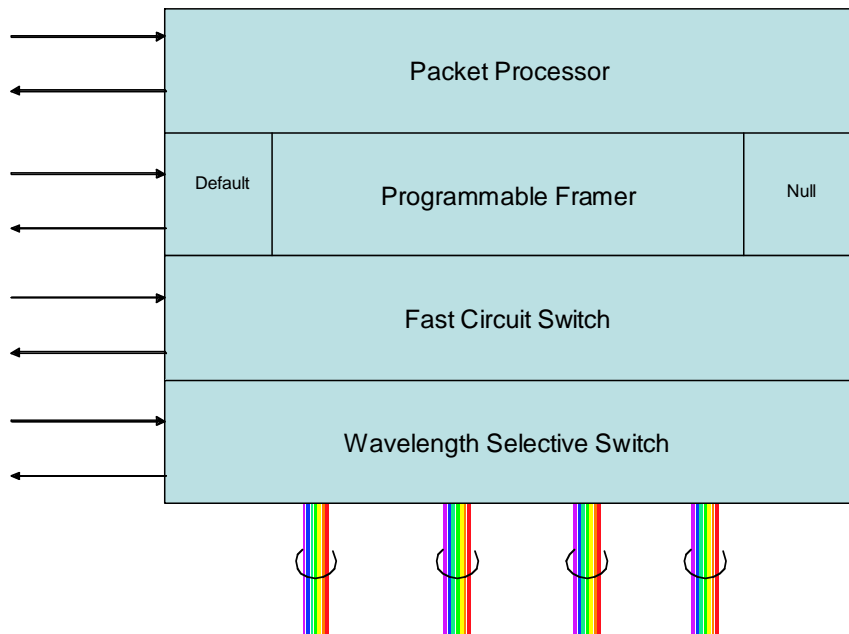 Packet Processor
Default
Programmable Framer
Null
Fast Circuit Switch
Wavelength Selective Switch